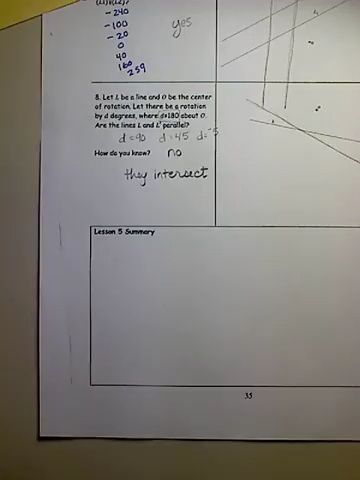 -240
-100
-20
0
40
160
259
yes
8. Let L be a line and O be the center
of rotation. Let there be a rotation
by d degrees, where d≠180 about O.
Are the lines L and L' parallel?
d=90 d=45 d=-5
How do you know? no
they intersect
Lesson 5 Summary
35